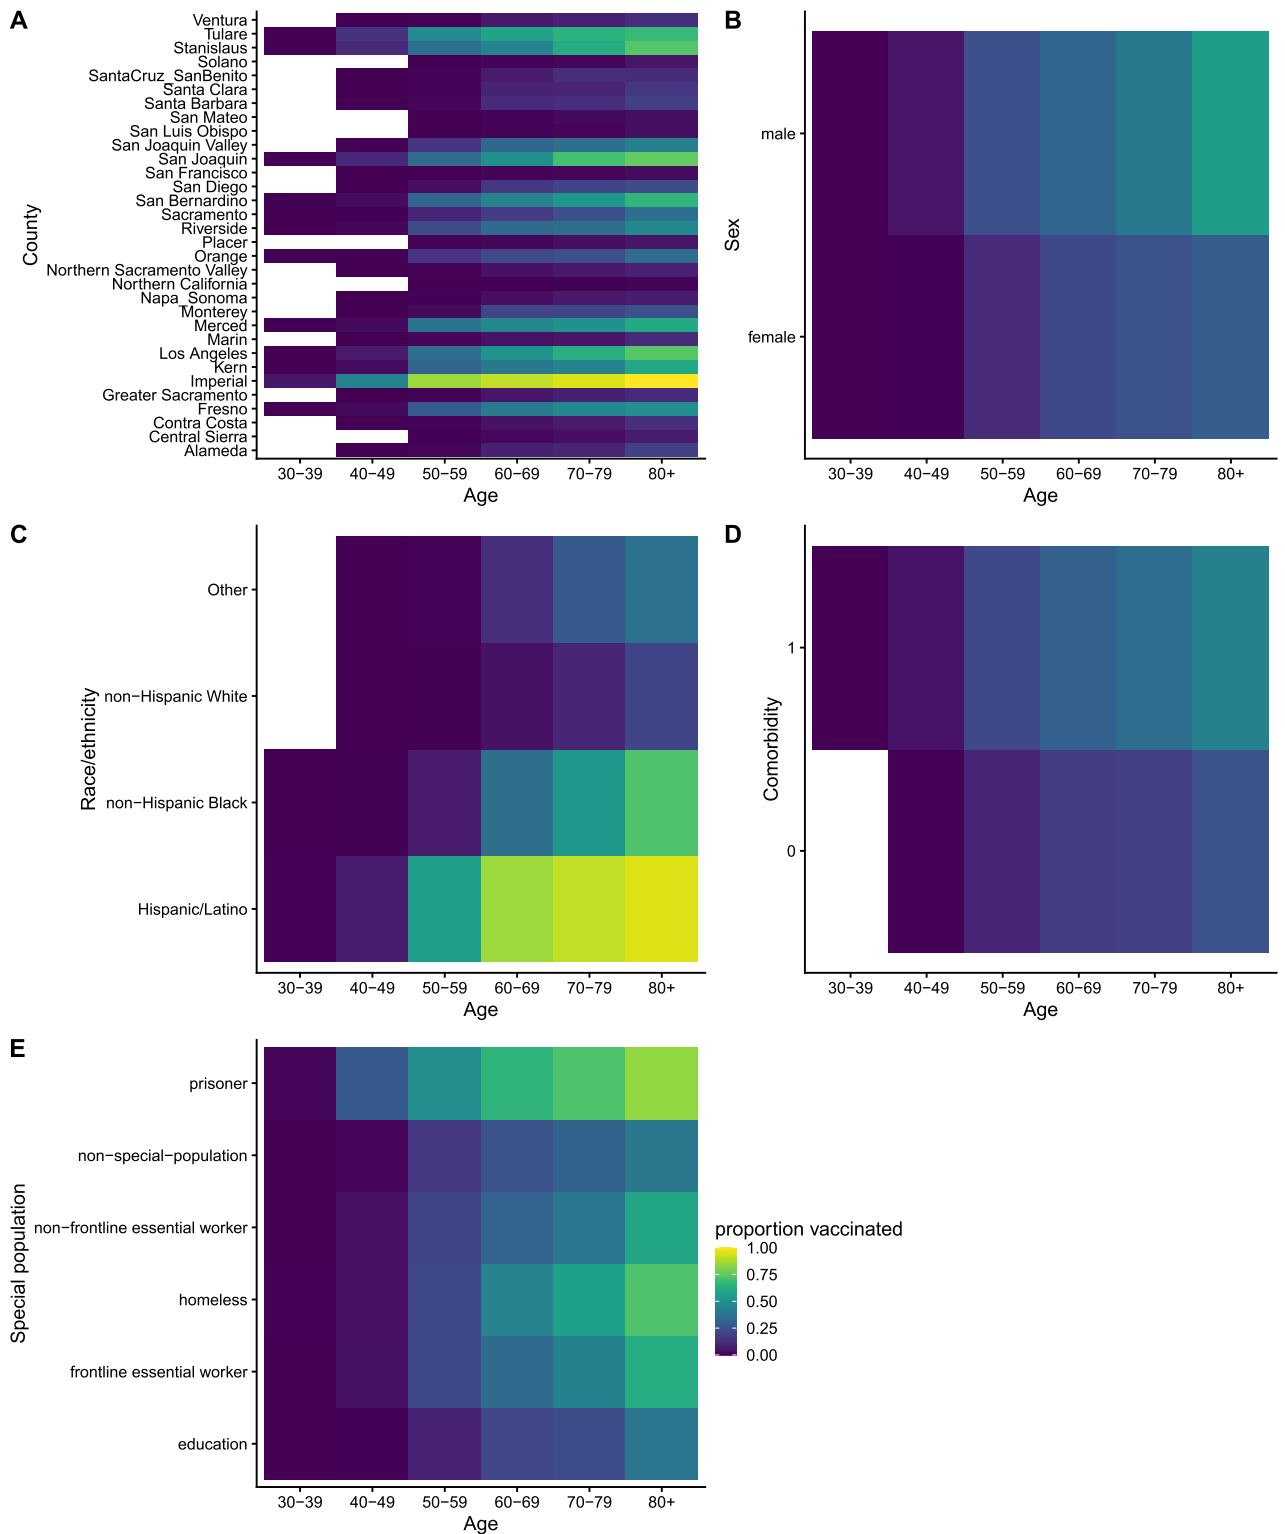 A
County
Ventura
Tulare
Stanislaus
Solano
SantaCruz_SanBenito
Santa Clara
Santa Barbara
San Mateo
San Luis Obispo
San Joaquin Valley
San Joaquin
San Francisco
San Diego
San Bernardino
Sacramento
Riverside
Placer
Orange
Northern Sacramento Valley
Northern California
Napa_Sonoma
Monterey
Merced
Marin
Los Angeles
Kern
Imperial
Greater Sacramento
Fresno
Contra Costa
Central Sierra
Alameda
30−39 40−49 50−59 60−69 70−79 80+
Age
B
Sex
male
female
30−39 40−49 50−59 60−69 70−79 80+
Age
C
Race/ethnicity
Other
non−Hispanic White
non−Hispanic Black
Hispanic/Latino
30−39 40−49 50−59 60−69 70−79 80+
Age
D
Comorbidity
1
0
30−39 40−49 50−59 60−69 70−79 80+
Age
E
Special population
prisoner
non−special−population
non−frontline essential worker
homeless
frontline essential worker
education
30−39 40−49 50−59 60−69 70−79 80+
Age
proportion vaccinated
1.00
0.75
0.50
0.25
0.00